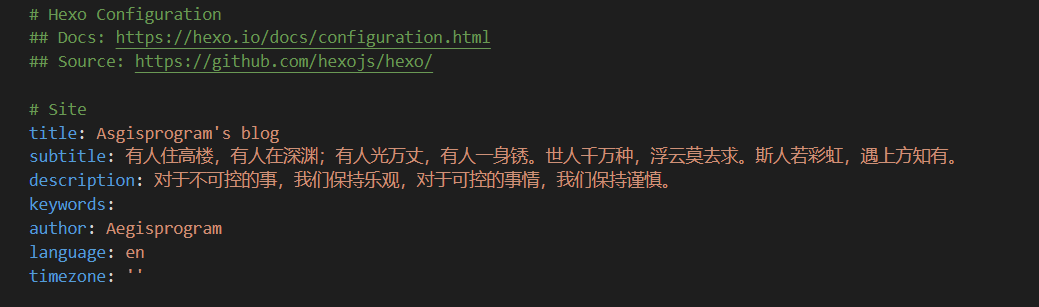 # Hexo Configuration
## Docs: https://hexo.io/docs/configuration.html
## Source: https://github.com/hexojs/hexo/
# Site
title: Asgisprogram's blog
subtitle: 有人住高楼，有人在深渊；有人光万丈，有人一身锈。世人千万种，浮云莫去求。斯人若彩虹，遇上方知有。
description: 对于不可控的事，我们保持乐观，对于可控的事情，我们保持谨慎。
keywords:
author: Aegisprogram
language: en
timezone: ''